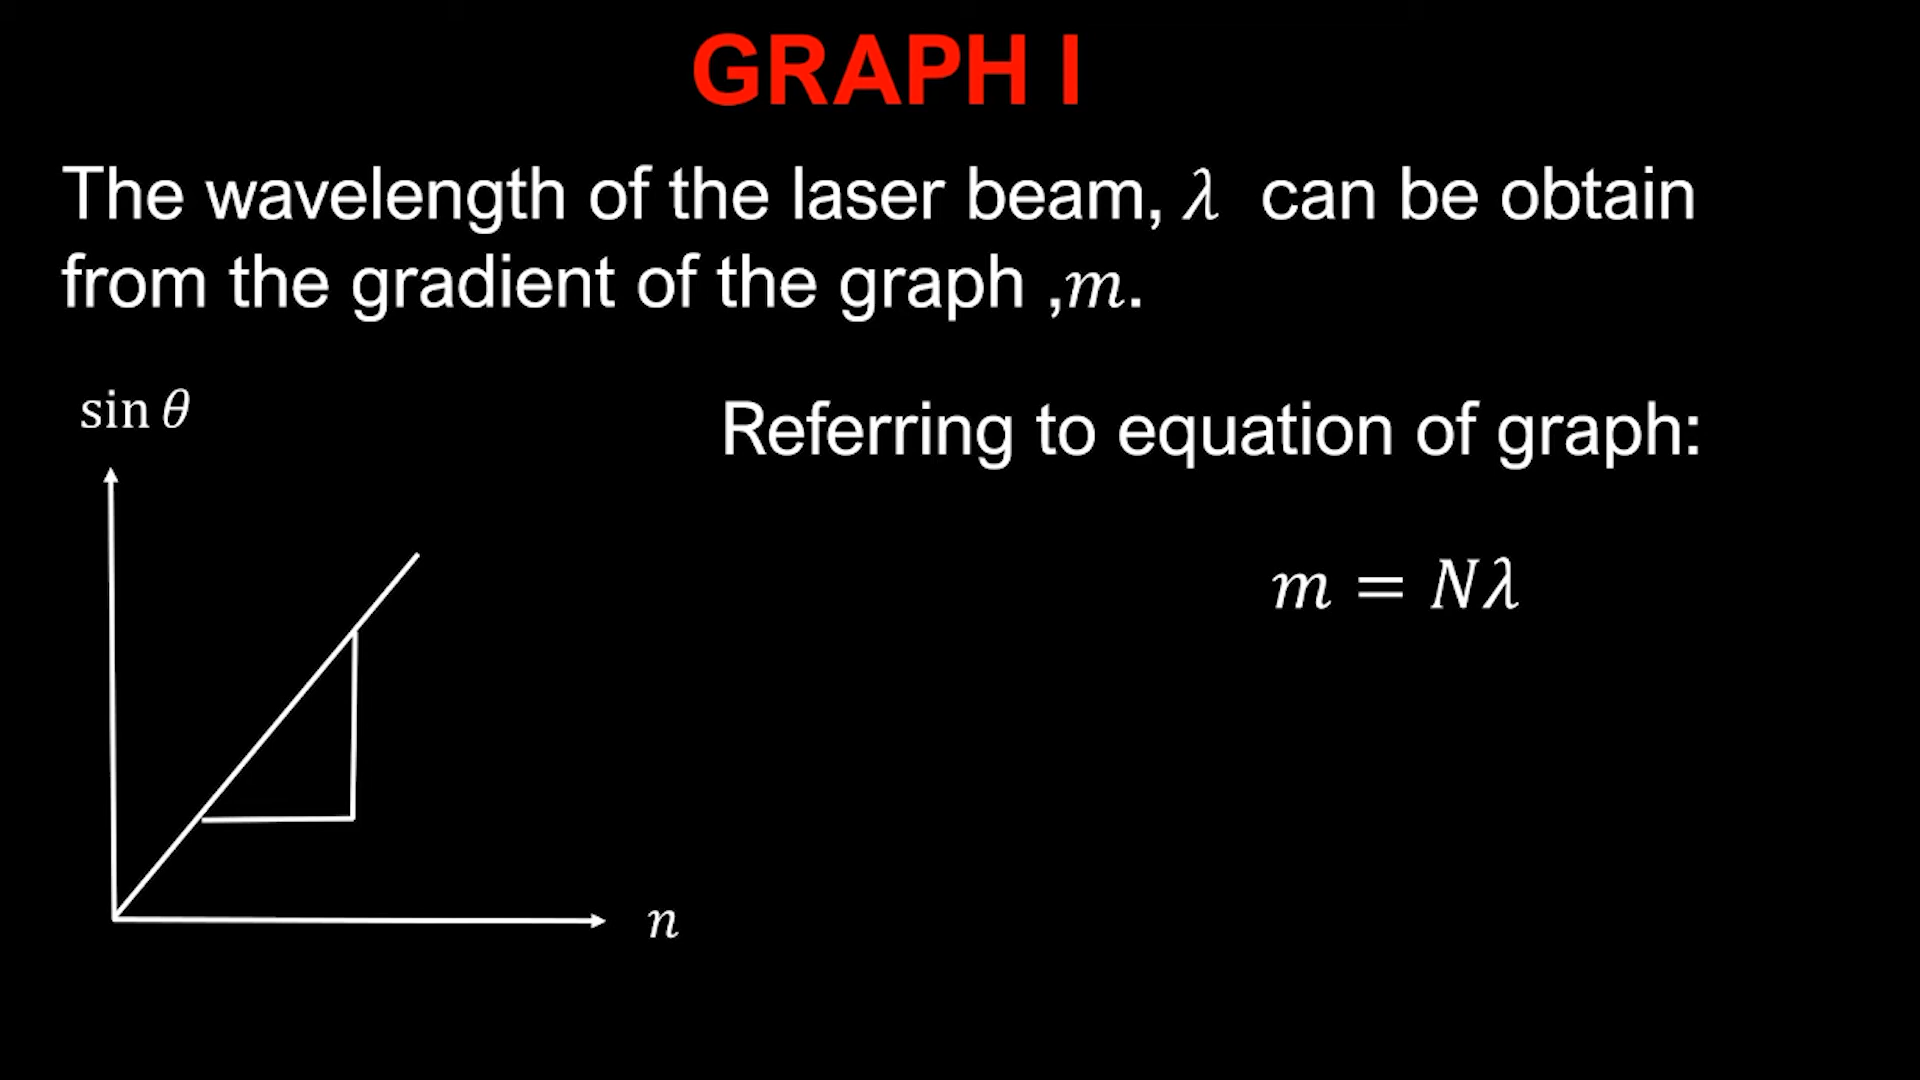 GRAPH I
The wavelength of the laser beam, λ can be obtain
from the gradient of the graph ,m.
sin θ
Referring to equation of graph:
m = Nλ
n